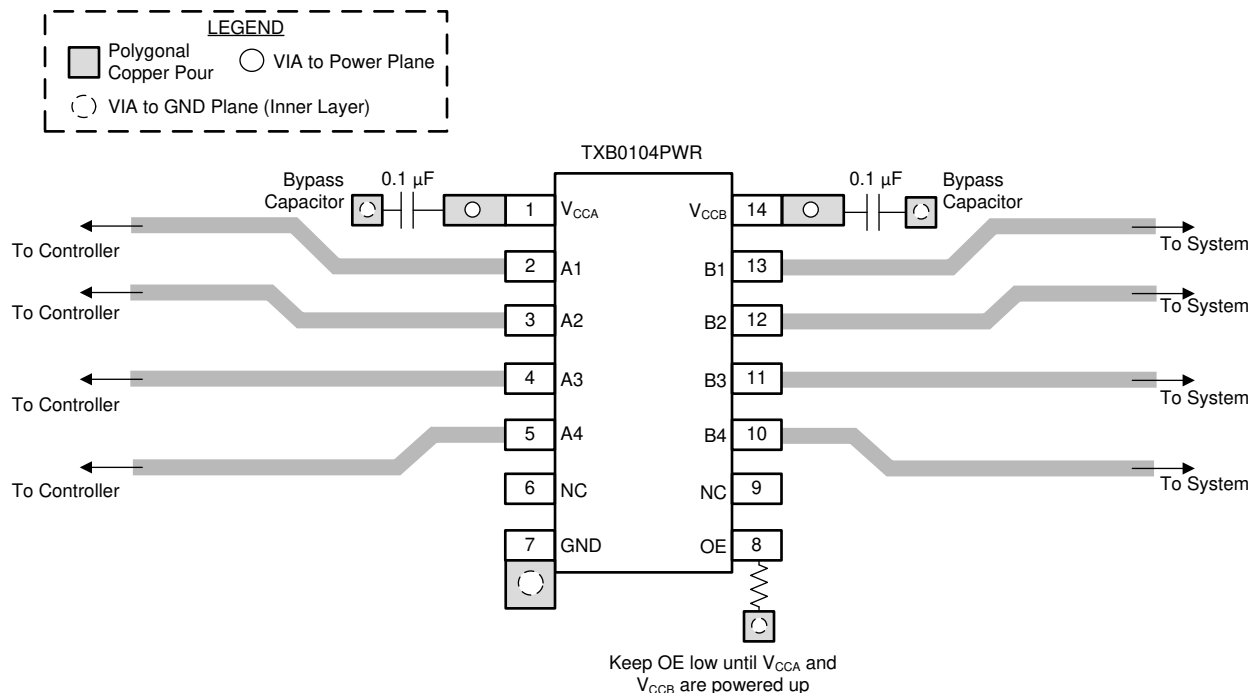 LEGEND
Polygonal
Copper Pour
VIA to Power Plane
VIA to GND Plane (Inner Layer)
TXB0104PWR
Bypass
Capacitor
0.1 µF
0.1 µF
Bypass
Capacitor
1
VCCA
VCCB
14
To Controller
2
A1
B1
13
To System
To Controller
3
A2
B2
12
To System
To Controller
4
A3
B3
11
To System
To Controller
5
A4
B4
10
To System
6
NC
NC
9
7
GND
OE
8
Keep OE low until VCCA and
VCCB are powered up